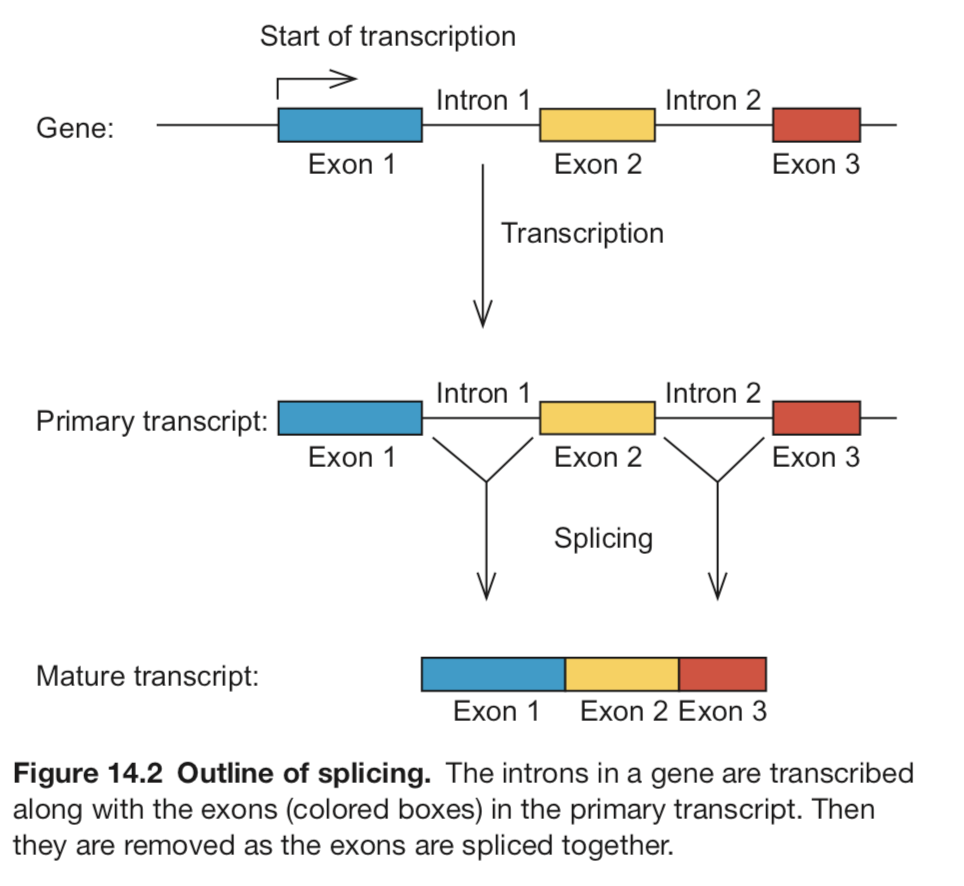 Start of transcription
Intron 1 Intron 2
Gene:
Exon 1 Exon 2 Exon 3
Transcription
Intron 1 Intron 2
Primary transcript:
Exon 1 Exon 2 Exon 3
Splicing
Mature transcript:
Exon 1 Exon 2 Exon 3
Figure 14.2 Outline of splicing. The introns in a gene are transcribed
along with the exons (colored boxes) in the primary transcript. Then
they are removed as the exons are spliced together.